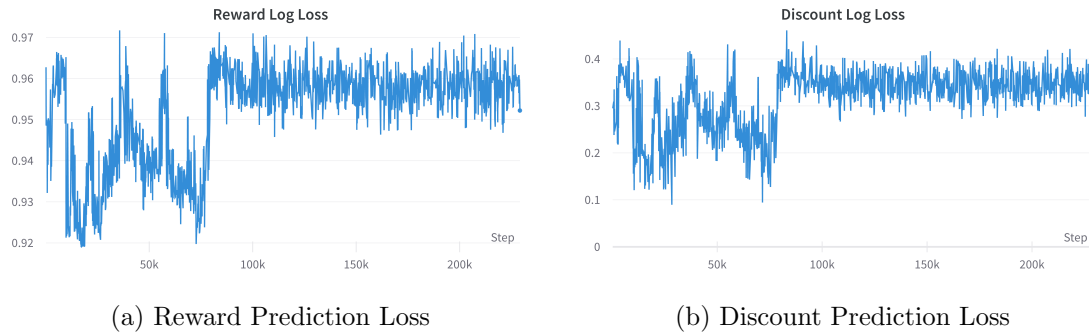 Reward Log Loss
0.97
0.96
0.95
0.94
0.93
0.92
Step
50k
100k
150k
200k
(a) Reward Prediction Loss
Discount Log Loss
0.4
0.3
0.2
0.1
0
Step
50k
100k
150k
200k
(b) Discount Prediction Loss